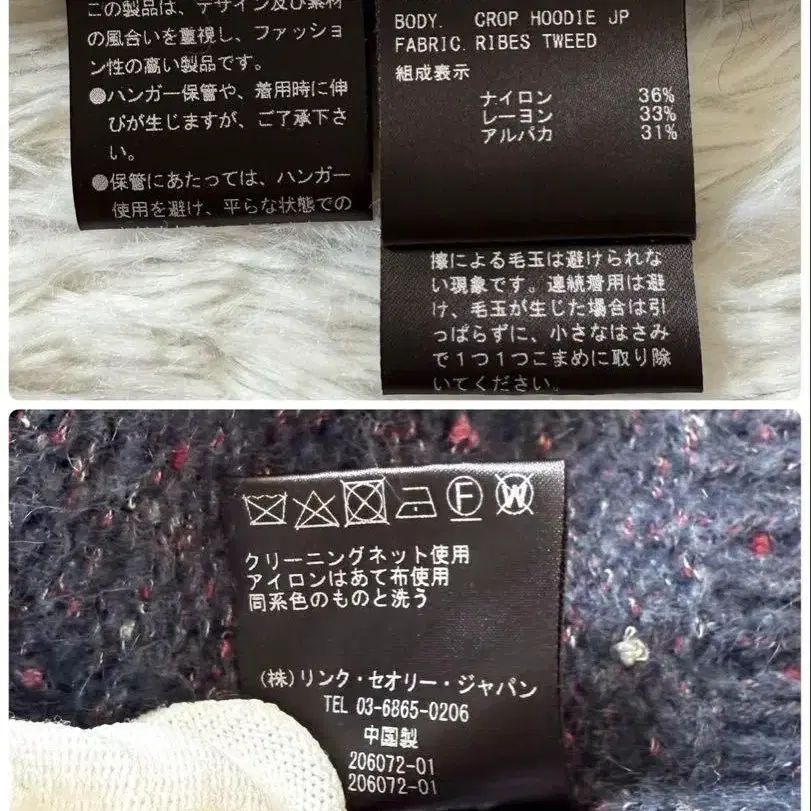 この製品は、デザイン及び素材
の風合いを重視し、ファッショ
ン性の高い製品です。
●ハンガー保管や、着用時に伸
びが生じますが、ご了承下さ
い。
●保管にあたっては、ハンガー
使用を避け、平らな状態での
BODY. CROP HOODIE JP
FABRIC. RIBES TWEED
組成表示
ナイロン 36%
レーヨン 33%
アルパカ 31%
擦による毛玉は避けられな
い現象です。連続着用は避
け、毛玉が生じた場合は引
っぱらずに、小さなはさみ
で1つ1つこまめに取り除
いてください。
F W
クリーニングネット使用
アイロンはあて布使用
同系色のものと洗う
(株)リンク・セオリー・ジャパン
TEL 03-6865-0206
中国製
206072-01
206072-01